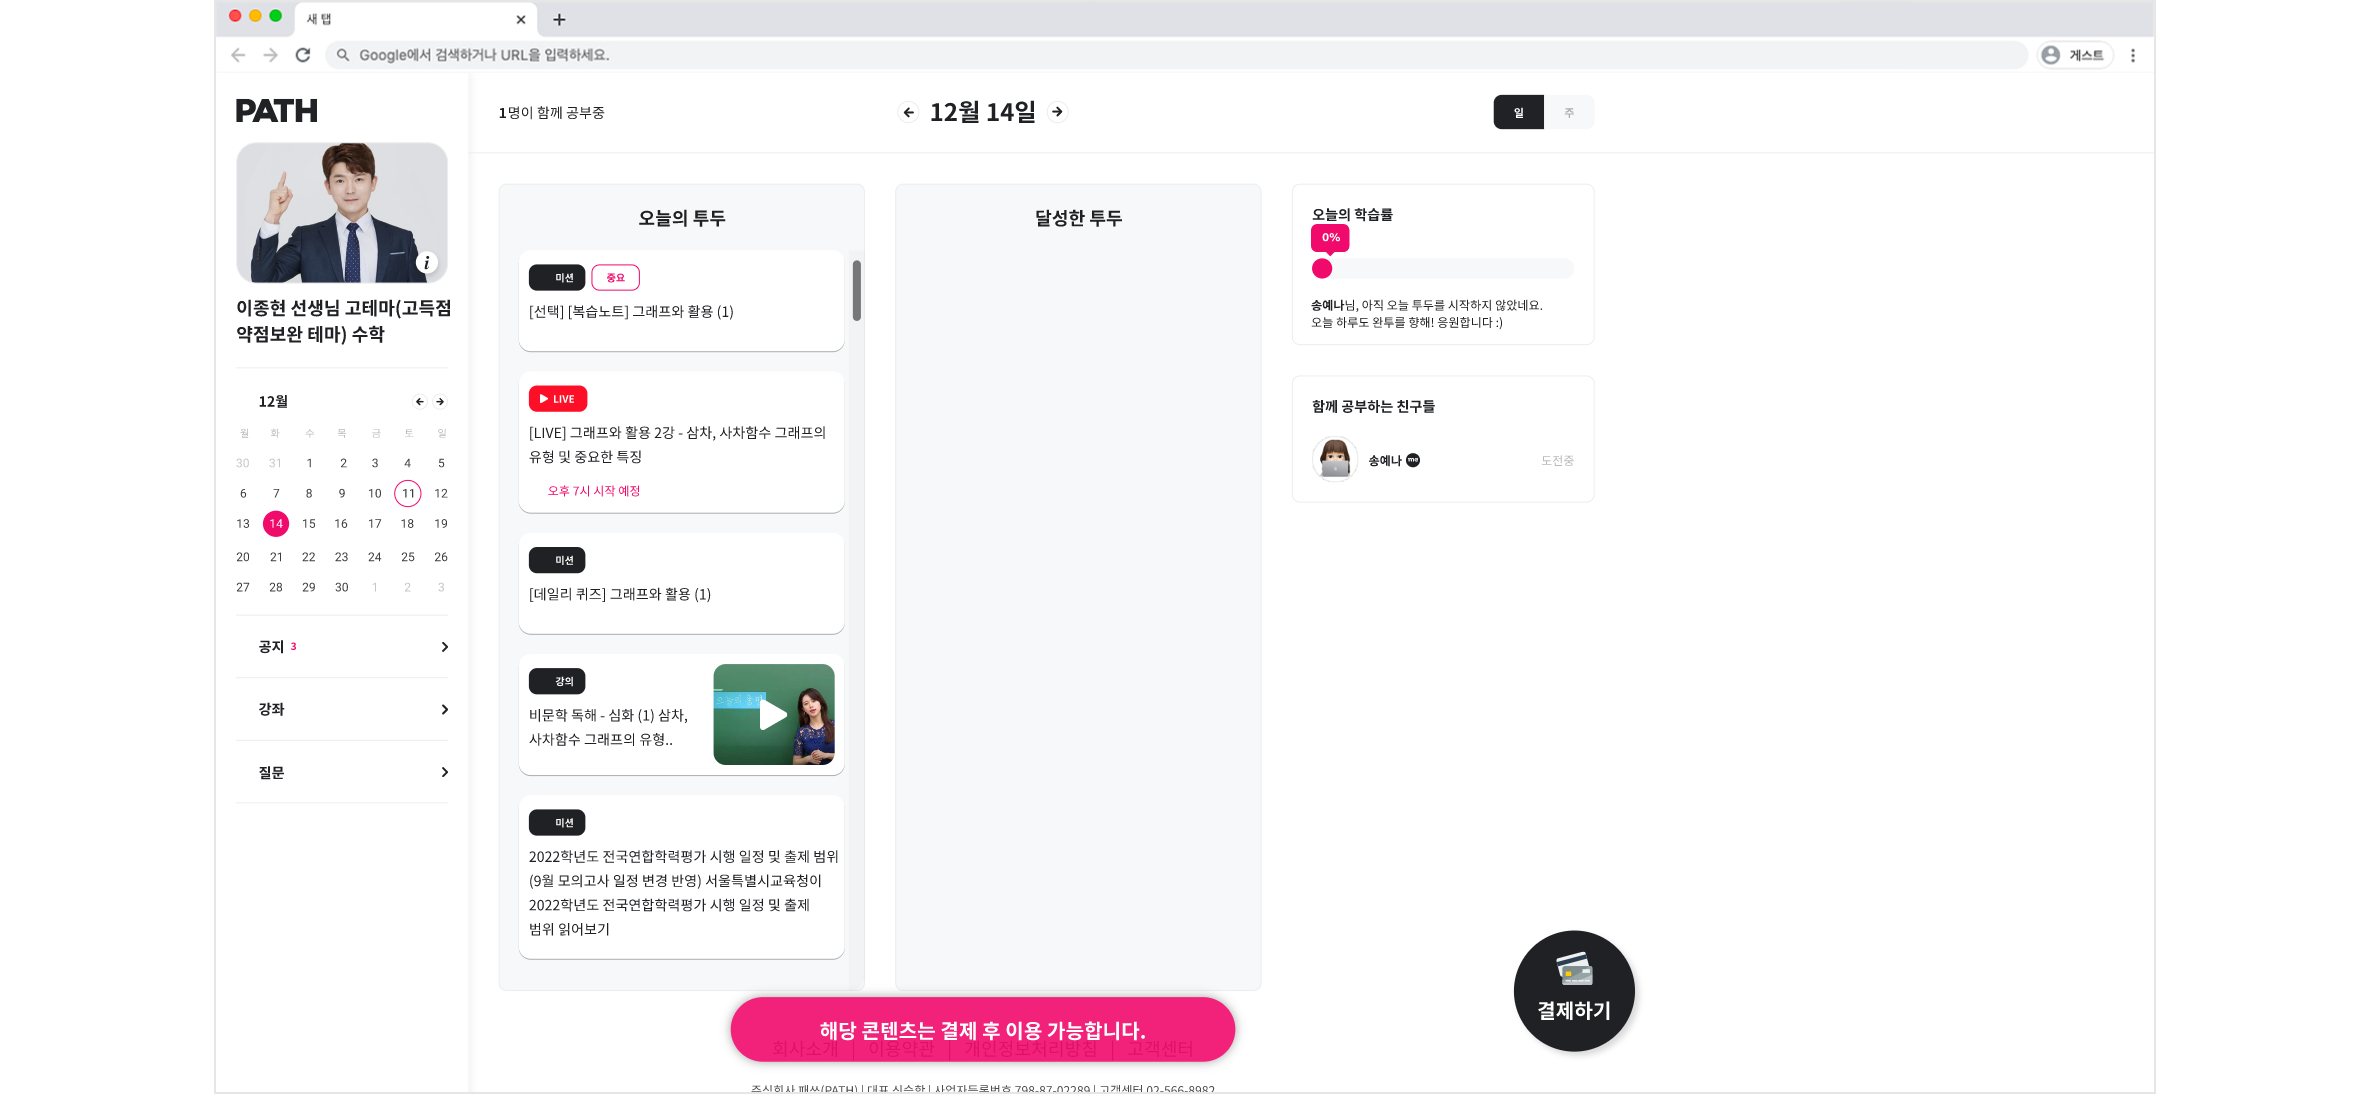 새 탭
Google에서 검색하거나 URL을 입력하세요.
게스트
PATH
이종현 선생님 고테마(고득점
약점보완 테마) 수학
12월
월 화 수 목 금 토 일
30 31 1 2 3 4 5
6 7 8 9 10 11 12
13 14 15 16 17 18 19
20 21 22 23 24 25 26
27 28 29 30 1 2 3
공지 3
강좌
질문
1명이 함께 공부중
12월 14일
일 주
오늘의 투두
미션 중요
[선택] [복습노트] 그래프와 활용 (1)
LIVE
[LIVE] 그래프와 활용 2강 - 삼차, 사차함수 그래프의
유형 및 중요한 특징
오후 7시 시작 예정
미션
[데일리 퀴즈] 그래프와 활용 (1)
강의
비문학 독해 - 심화 (1) 삼차,
사차함수 그래프의 유형..
미션
2022학년도 전국연합학력평가 시행 일정 및 출제 범위
(9월 모의고사 일정 변경 반영) 서울특별시교육청이
2022학년도 전국연합학력평가 시행 일정 및 출제
범위 읽어보기
달성한 투두
오늘의 학습률
0%
송예나님, 아직 오늘 투두를 시작하지 않았네요.
오늘 하루도 완투를 향해! 응원합니다 :)
함께 공부하는 친구들
송예나 me
도전중
결제하기
해당 콘텐츠는 결제 후 이용 가능합니다.
회사소개 | 이용약관 | 개인정보처리방침 | 고객센터
주식회사 패쓰(PATH) | 대표 신승학 | 사업자등록번호 798-87-02289 | 고객센터 02-566-8982